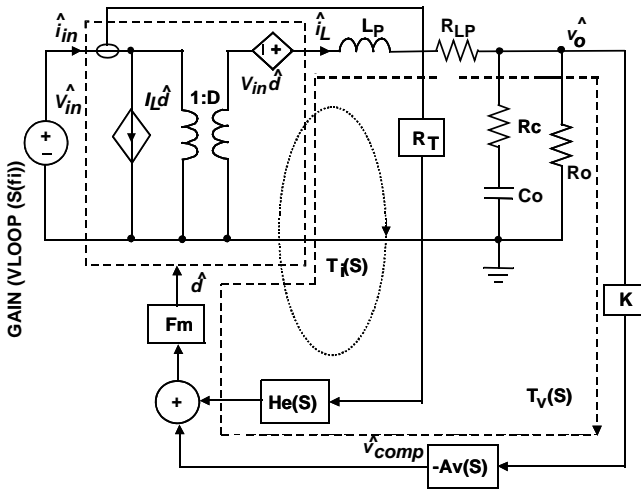 î_in
î_L
L_P
R_LP
v̂_o
V̂_in
I_L d̂
1:D
V_in d̂
+
−
R_T
Rc
Ro
Co
T_i(S)
K
GAIN (VLOOP (S(fi))
d̂
Fm
+
He(S)
T_v(S)
v̂_comp
-Av(S)